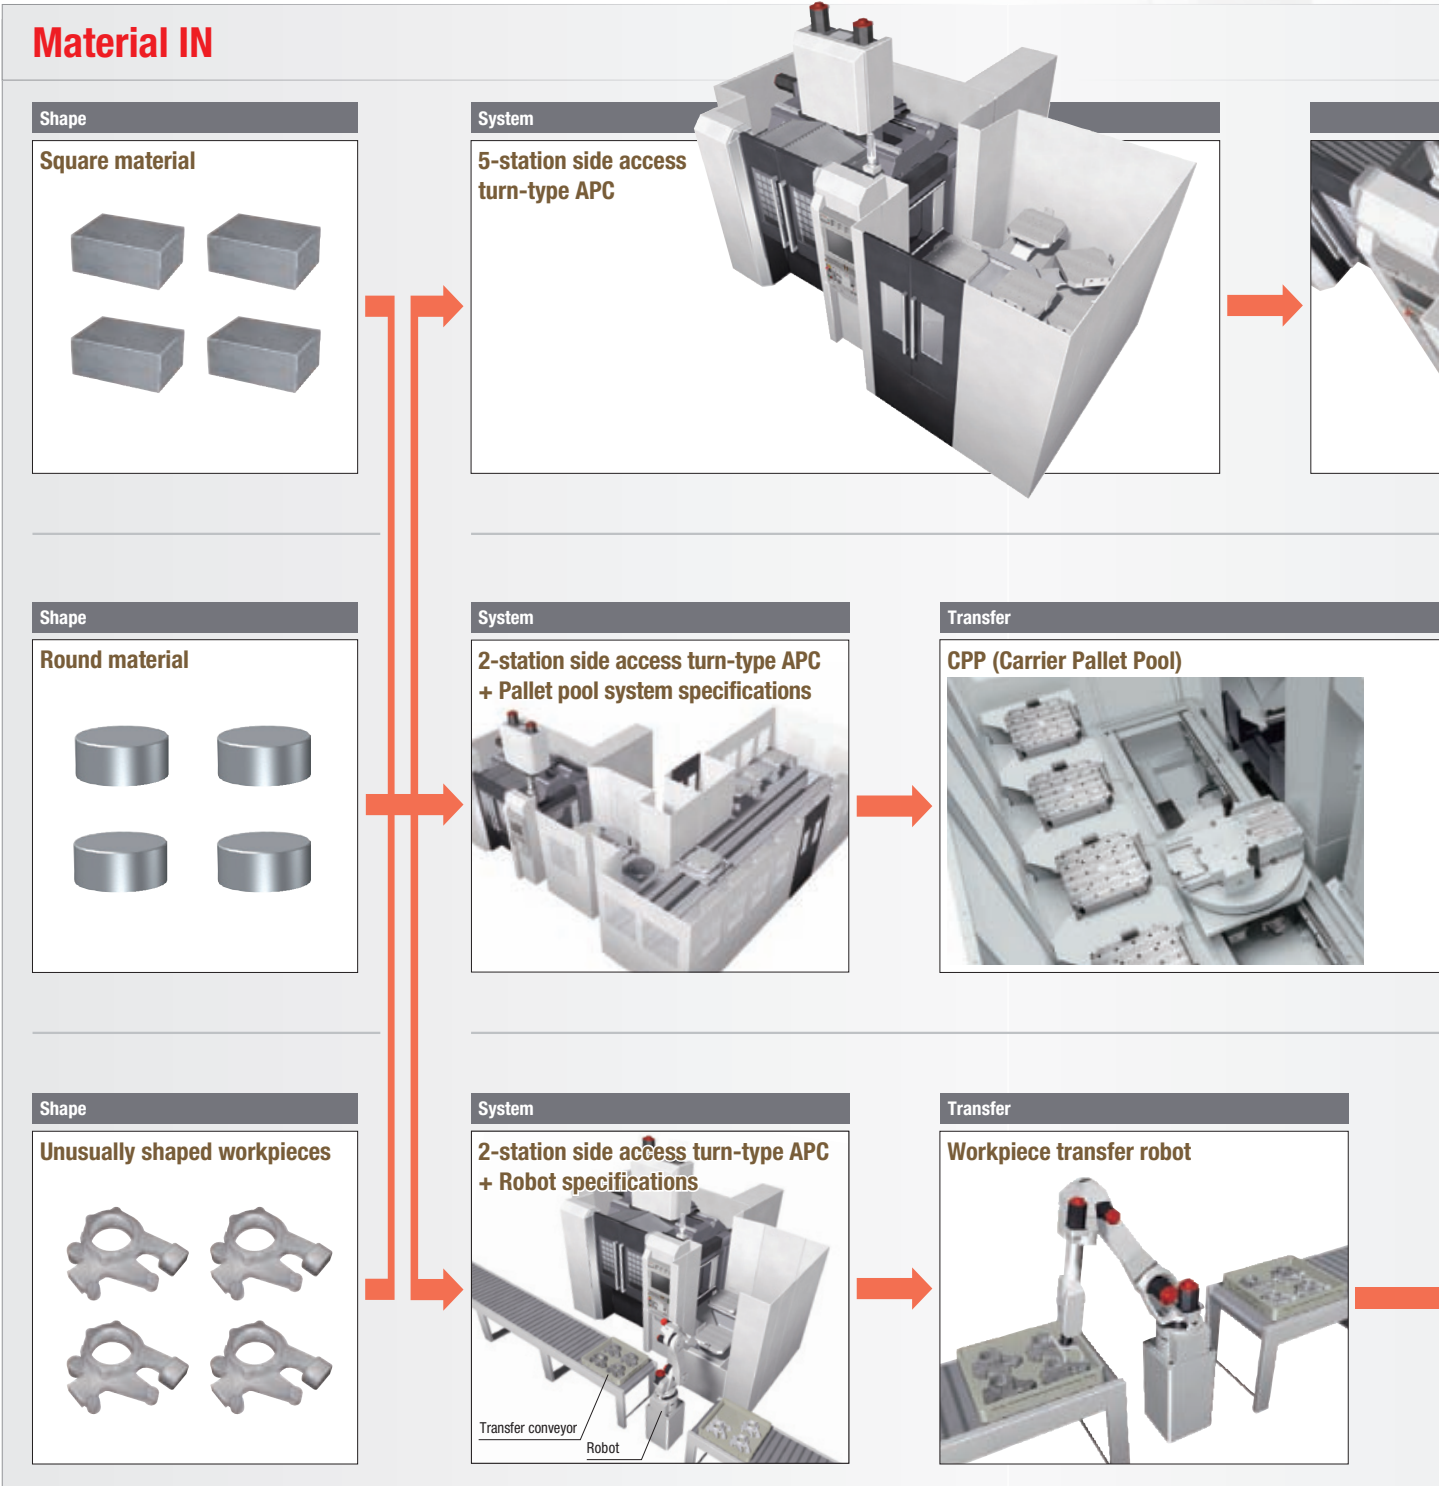 Material IN
Shape
Square material
System
5-station side access
turn-type APC
Shape
Round material
System
2-station side access turn-type APC
+ Pallet pool system specifications
Transfer
CPP (Carrier Pallet Pool)
Shape
Unusually shaped workpieces
System
2-station side access turn-type APC
+ Robot specifications
Transfer conveyor
Robot
Transfer
Workpiece transfer robot